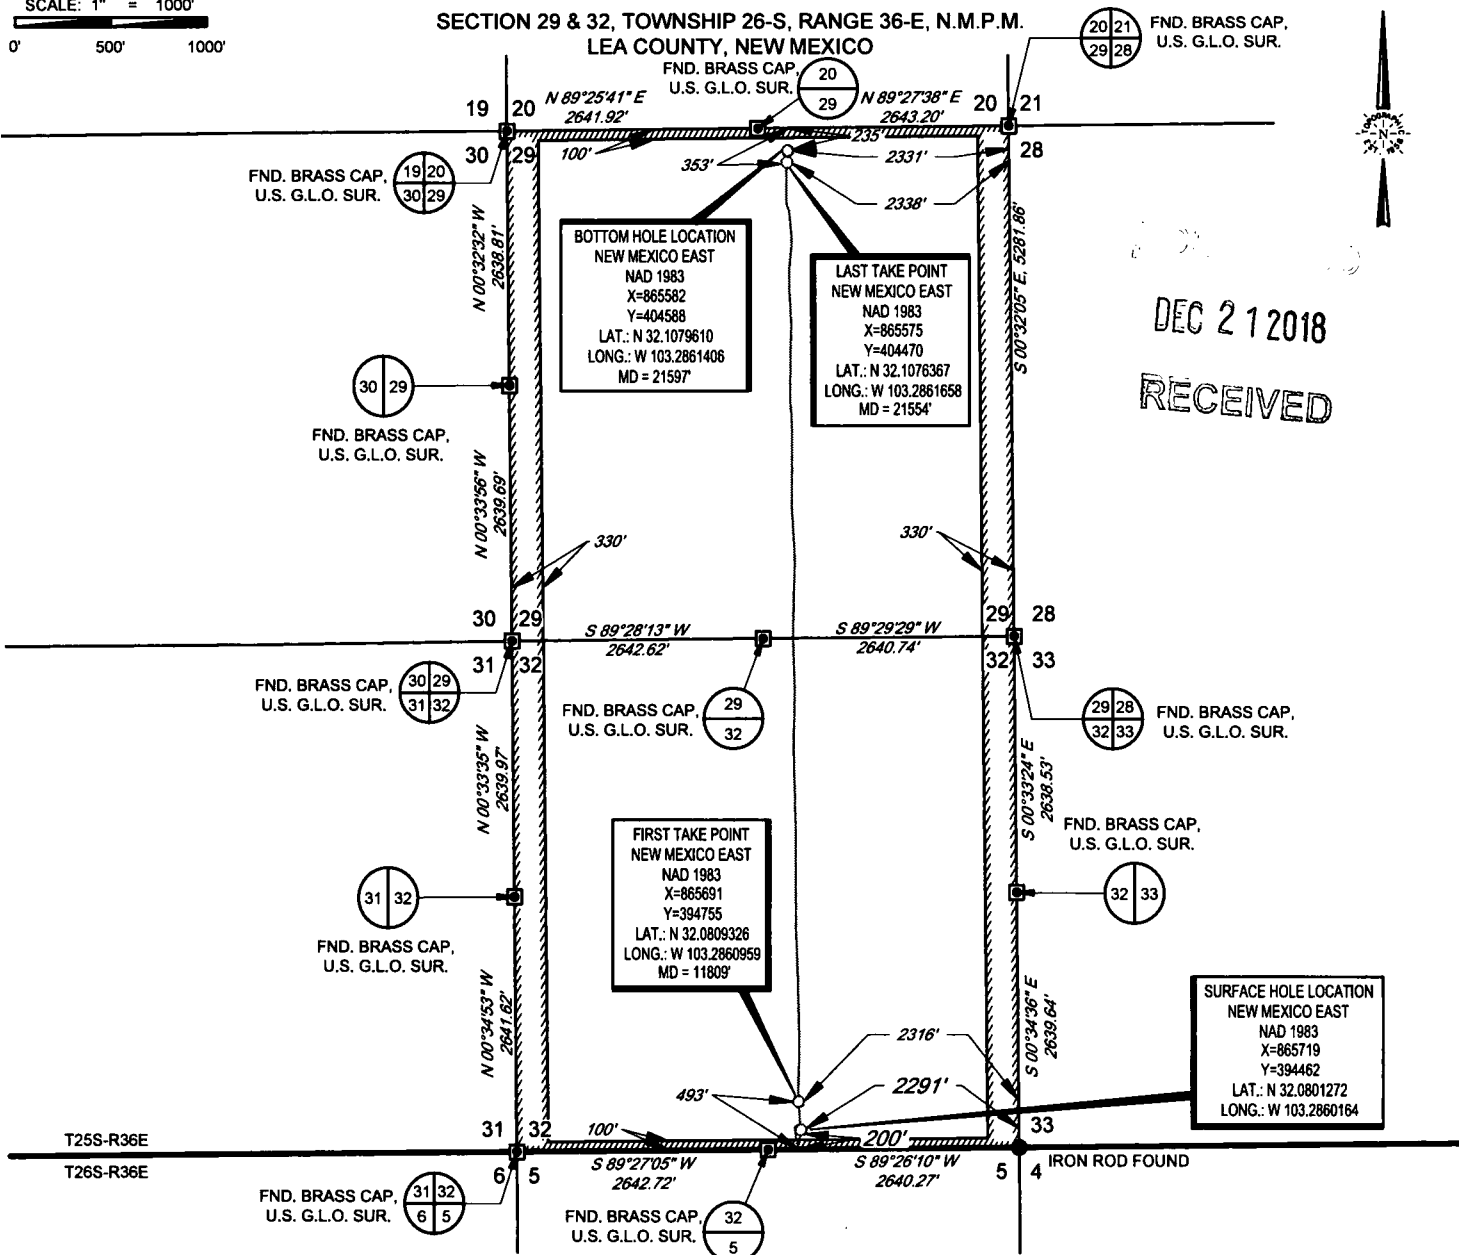 SCALE: 1" = 1000'
0' 500' 1000'
SECTION 29 & 32, TOWNSHIP 26-S, RANGE 36-E, N.M.P.M.
LEA COUNTY, NEW MEXICO
FND. BRASS CAP,
U.S. G.L.O. SUR.
20
29
20 21
29 28
FND. BRASS CAP,
U.S. G.L.O. SUR.
19 20
N 89°25'41" E
2641.92'
N 89°27'38" E
2643.20'
20 21
30 29
28
100'
353'
235'
2331'
2338'
FND. BRASS CAP,
U.S. G.L.O. SUR.
19 20
30 29
N
DEC 21 2018
RECEIVED
N 00°32'32" W
2638.81'
S 00°32'05" E, 5281.86'
BOTTOM HOLE LOCATION
NEW MEXICO EAST
NAD 1983
X=865582
Y=404588
LAT.: N 32.1079610
LONG.: W 103.2861406
MD = 21597'
LAST TAKE POINT
NEW MEXICO EAST
NAD 1983
X=865575
Y=404470
LAT.: N 32.1076367
LONG.: W 103.2861658
MD = 21554'
30 29
FND. BRASS CAP,
U.S. G.L.O. SUR.
N 00°33'56" W
2639.69'
330'
330'
30 29
S 89°28'13" W
2642.62'
S 89°29'29" W
2640.74'
29 28
31 32
32 33
FND. BRASS CAP,
U.S. G.L.O. SUR.
30 29
31 32
FND. BRASS CAP,
U.S. G.L.O. SUR.
29
32
29 28
32 33
FND. BRASS CAP,
U.S. G.L.O. SUR.
N 00°33'35" W
2639.97'
S 00°33'24" E
2638.53'
FND. BRASS CAP,
U.S. G.L.O. SUR.
32 33
FIRST TAKE POINT
NEW MEXICO EAST
NAD 1983
X=865691
Y=394755
LAT.: N 32.0809326
LONG.: W 103.2860959
MD = 11809'
31 32
FND. BRASS CAP,
U.S. G.L.O. SUR.
N 00°34'53" W
2641.62'
S 00°34'36" E
2639.64'
SURFACE HOLE LOCATION
NEW MEXICO EAST
NAD 1983
X=865719
Y=394462
LAT.: N 32.0801272
LONG.: W 103.2860164
2316'
2291'
493'
200'
100'
31 32
33
T25S-R36E
T26S-R36E
6 5
S 89°27'05" W
2642.72'
S 89°26'10" W
2640.27'
5 4
IRON ROD FOUND
FND. BRASS CAP,
U.S. G.L.O. SUR.
31 32
6 5
FND. BRASS CAP,
U.S. G.L.O. SUR.
32
5